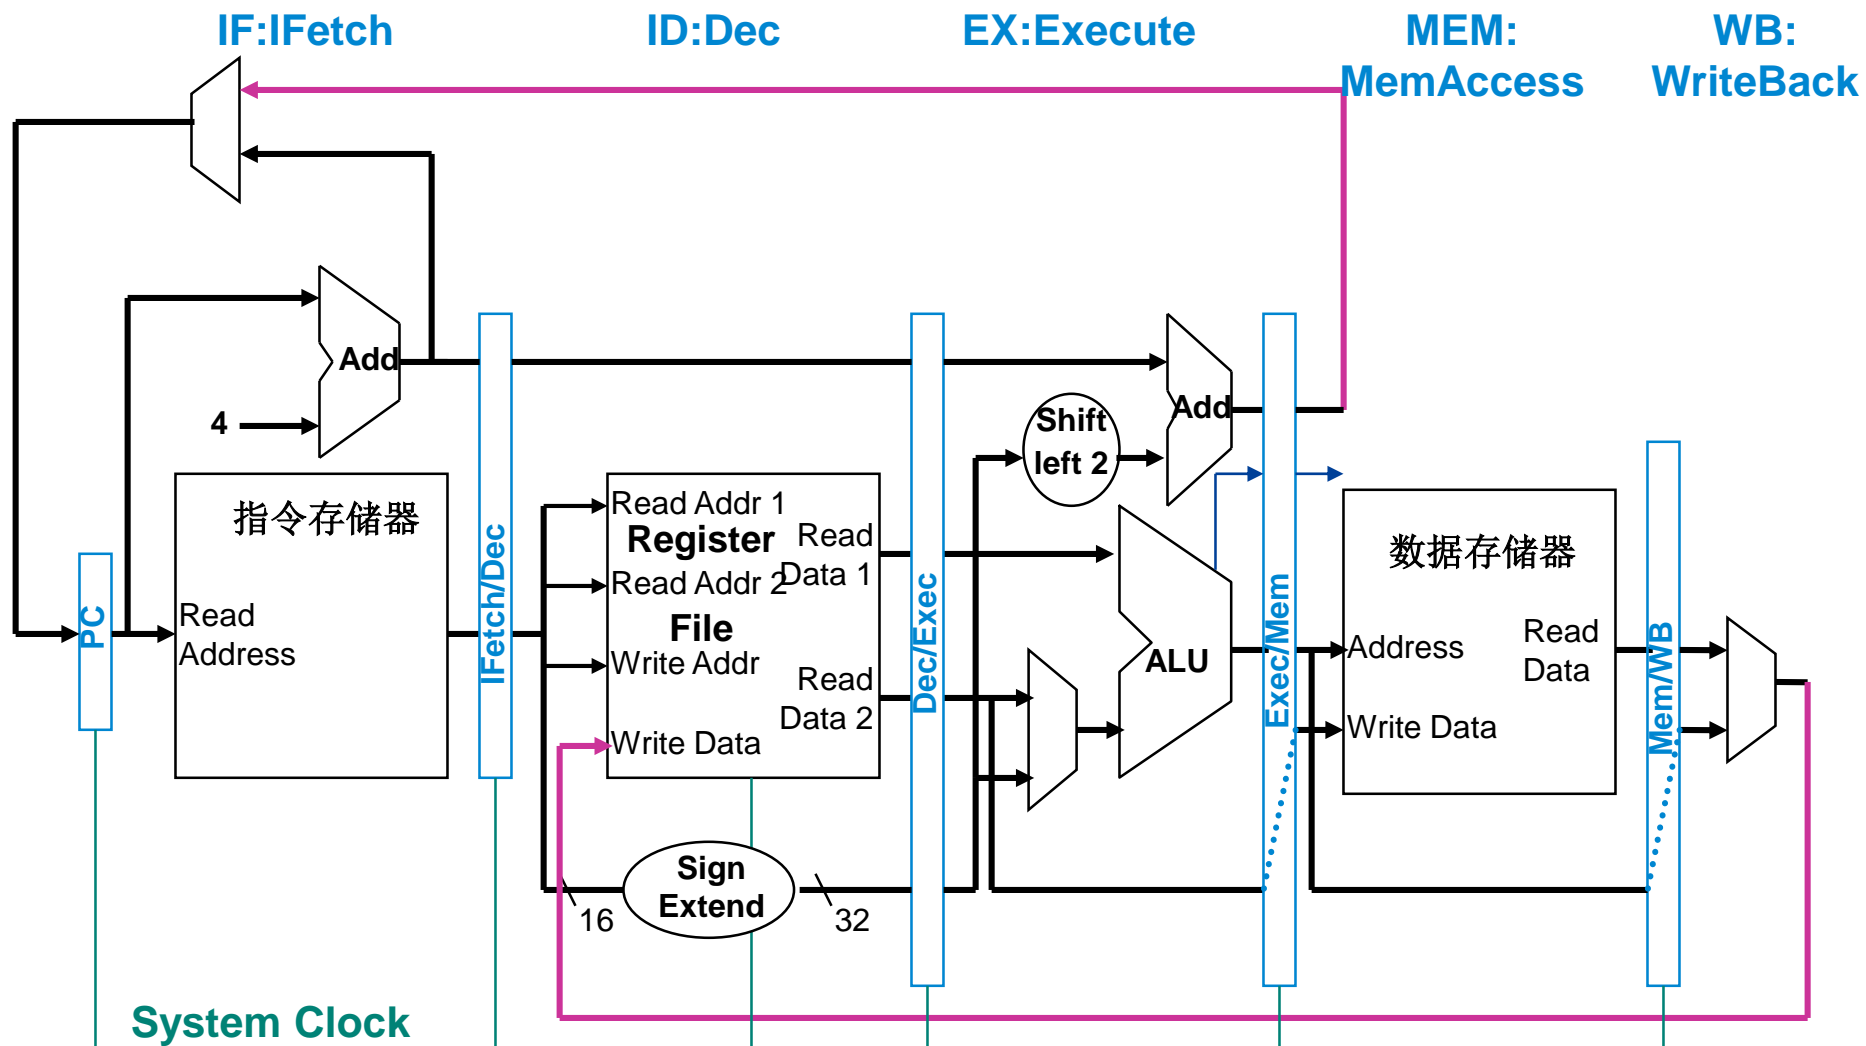 IF:IFetch
ID:Dec
EX:Execute
MEM:
MemAccess
WB:
WriteBack
Add
4
指令存储器
Read
Address
PC
IFetch/Dec
Read Addr 1
Register
Read Addr 2
File
Write Addr
Write Data
Read
Data 1
Read
Data 2
Sign
Extend
16
32
Dec/Exec
Shift
left 2
Add
ALU
Exec/Mem
数据存储器
Address
Write Data
Read
Data
Mem/WB
System Clock